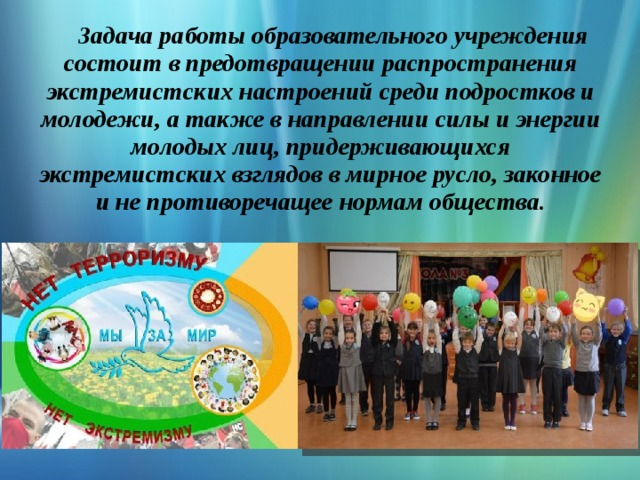 Задача работы образовательного учреждения
состоит в предотвращении распространения
экстремистских настроений среди подростков и
молодежи, а также в направлении силы и энергии
молодых лиц, придерживающихся
экстремистских взглядов в мирное русло, законное
и не противоречащее нормам общества.
НЕТ ТЕРРОРИЗМУ
МЫ ЗА МИР
НЕТ ЭКСТРЕМИЗМУ